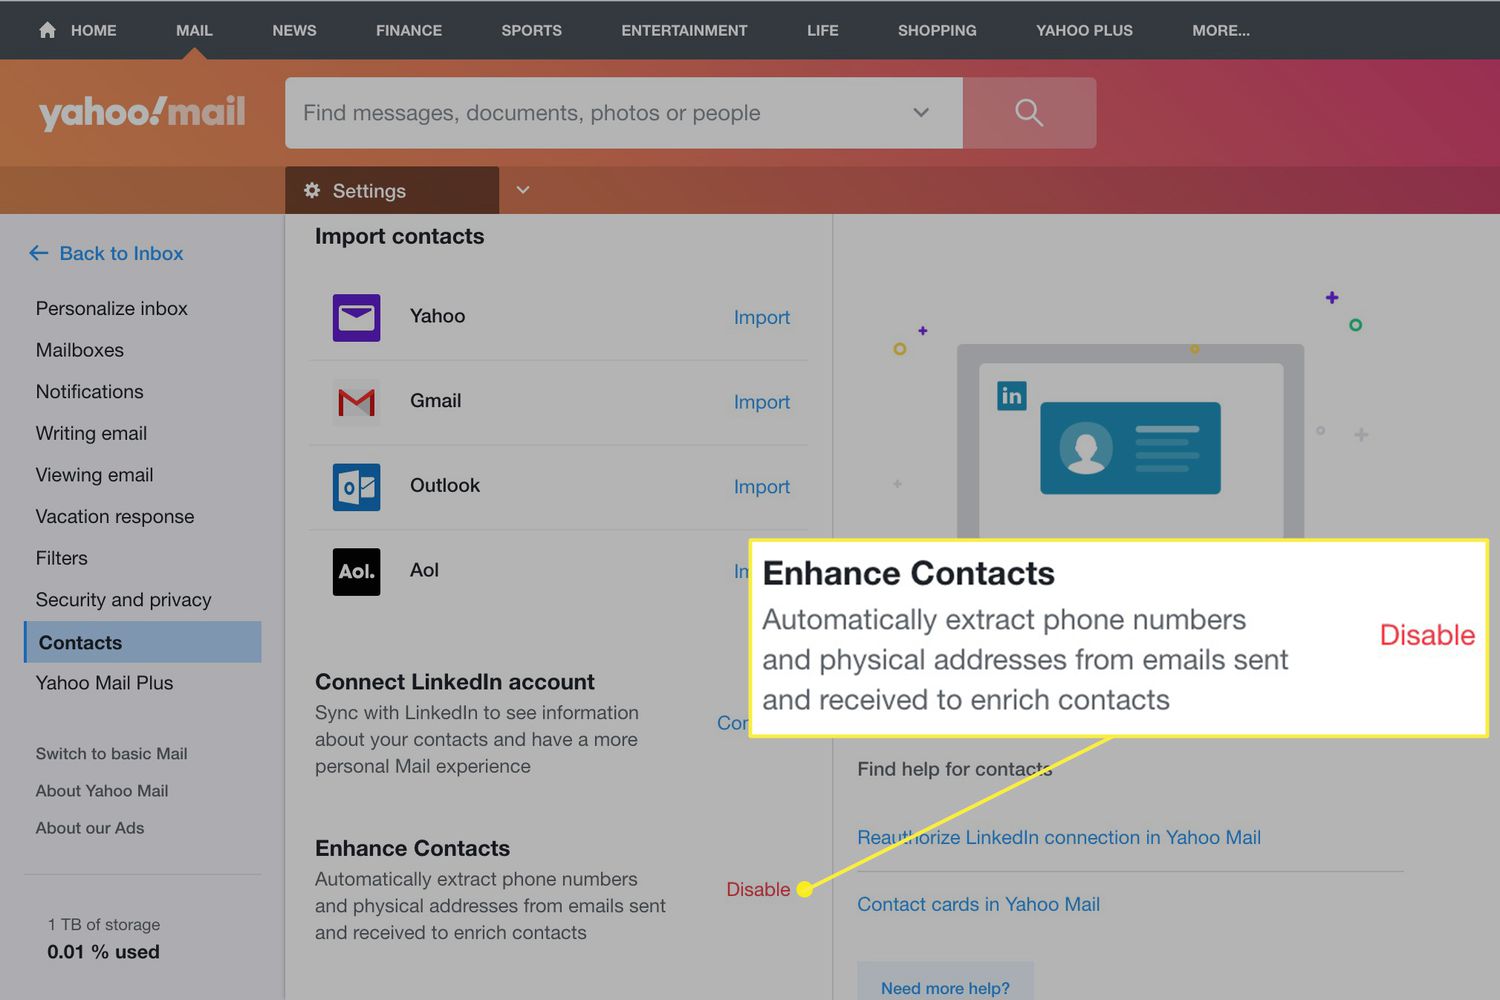 HOME MAIL NEWS FINANCE SPORTS ENTERTAINMENT LIFE SHOPPING YAHOO PLUS MORE...
yahoo!mail
Find messages, documents, photos or people
Settings
Back to Inbox
Personalize inbox
Mailboxes
Notifications
Writing email
Viewing email
Vacation response
Filters
Security and privacy
Contacts
Yahoo Mail Plus
Switch to basic Mail
About Yahoo Mail
About our Ads
1 TB of storage
0.01 % used
Import contacts
Yahoo Import
Gmail Import
Outlook Import
Aol. Aol
Connect LinkedIn account
Sync with LinkedIn to see information
about your contacts and have a more
personal Mail experience
Enhance Contacts
Automatically extract phone numbers
and physical addresses from emails sent
and received to enrich contacts
Disable
in
Enhance Contacts
Automatically extract phone numbers
and physical addresses from emails sent
and received to enrich contacts
Disable
Find help for contacts
Reauthorize LinkedIn connection in Yahoo Mail
Contact cards in Yahoo Mail
Need more help?